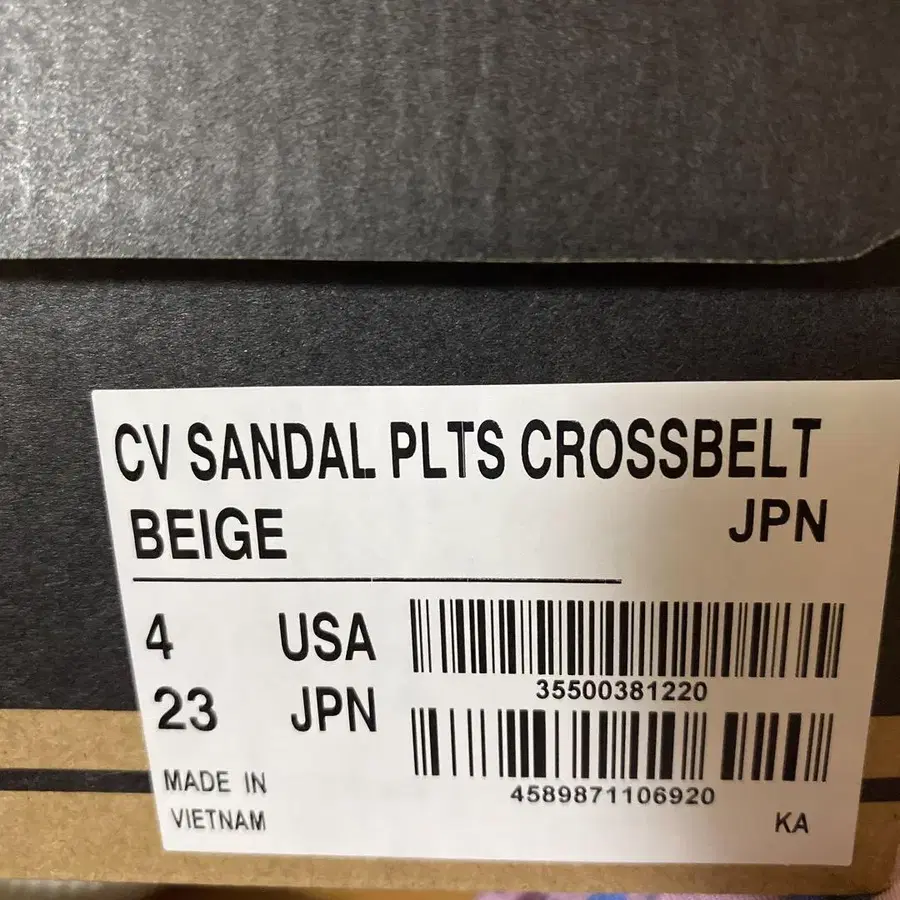 CV SANDAL PLTS CROSSBELT
BEIGE JPN
4 USA
35500381220
23 JPN
4589871106920
MADE IN
VIETNAM
KA